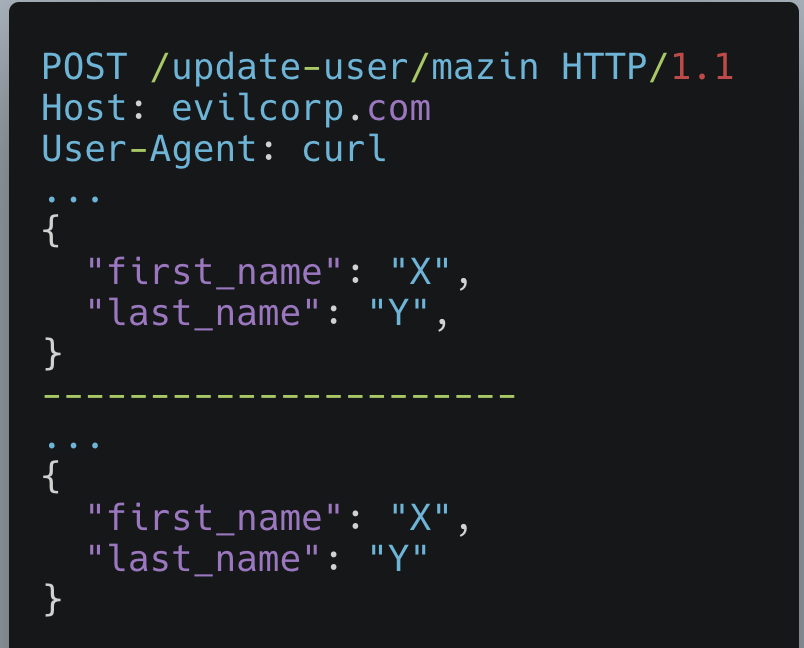 POST /update-user/mazin HTTP/1.1
Host: evilcorp.com
User-Agent: curl
...
{
  "first_name": "X",
  "last_name": "Y",
}
----------------------
...
{
  "first_name": "X",
  "last_name": "Y"
}